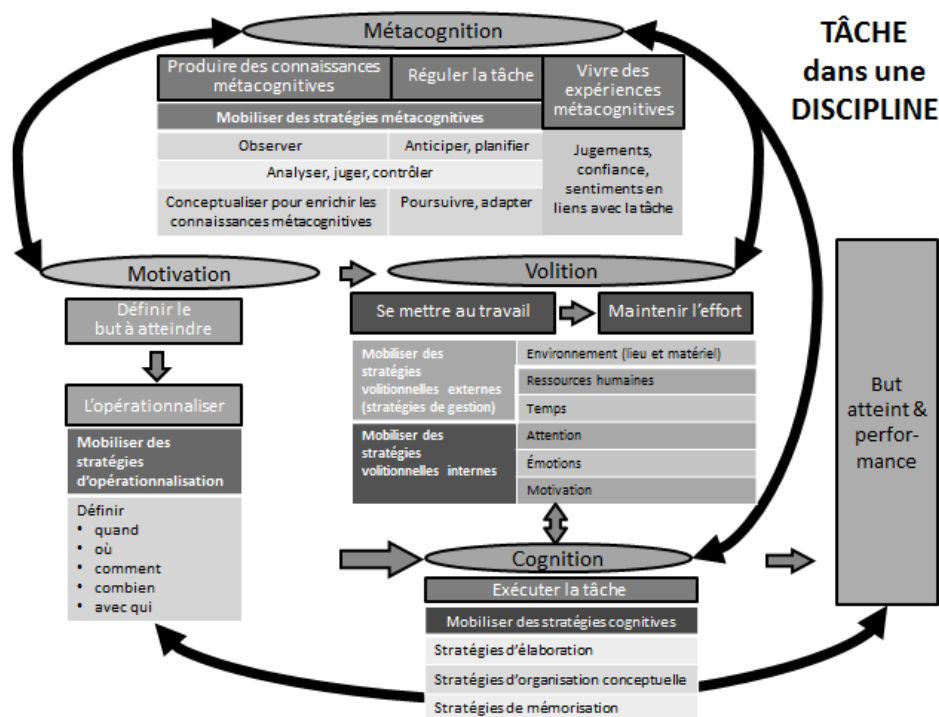 Métacognition
TÂCHE
dans une
DISCIPLINE
Produire des connaissances
métacognitives
Réguler la tâche
Vivre des
expériences
métacognitives
Mobiliser des stratégies métacognitives
Observer
Anticiper, planifier
Analyser, juger, contrôler
Conceptualiser pour enrichir les
connaissances métacognitives
Poursuivre, adapter
Jugements,
confiance,
sentiments en
liens avec la tâche
Motivation
Définir le
but à atteindre
L'opérationnaliser
Mobiliser des
stratégies
d'opérationnalisation
Définir
• quand
• où
• comment
• combien
• avec qui
Volition
Se mettre au travail
Maintenir l'effort
Mobiliser des
stratégies
volitionnelles externes
(stratégies de gestion)
Environnement (lieu et matériel)
Ressources humaines
Temps
Mobiliser des
stratégies
volitionnelles internes
Attention
Émotions
Motivation
Cognition
Exécuter la tâche
Mobiliser des stratégies cognitives
Stratégies d'élaboration
Stratégies d'organisation conceptuelle
Stratégies de mémorisation
But
atteint &
perfor-
mance